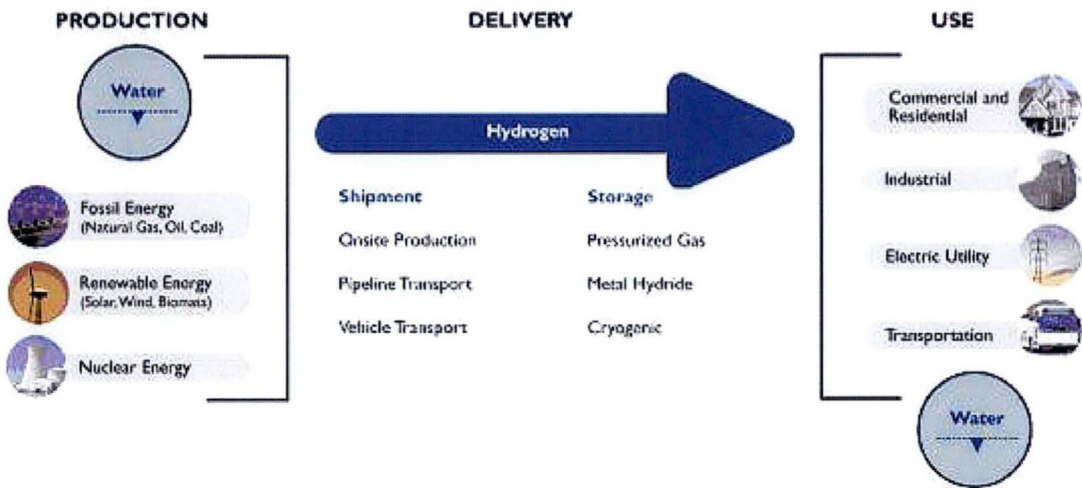 PRODUCTION
Water
Fossil Energy
(Natural Gas, Oil, Coal)
Renewable Energy
(Solar, Wind, Biomass)
Nuclear Energy
DELIVERY
Hydrogen
Shipment
Onsite Production
Pipeline Transport
Vehicle Transport
Storage
Pressurized Gas
Metal Hydride
Cryogenic
USE
Commercial and
Residential
Industrial
Electric Utility
Transportation
Water